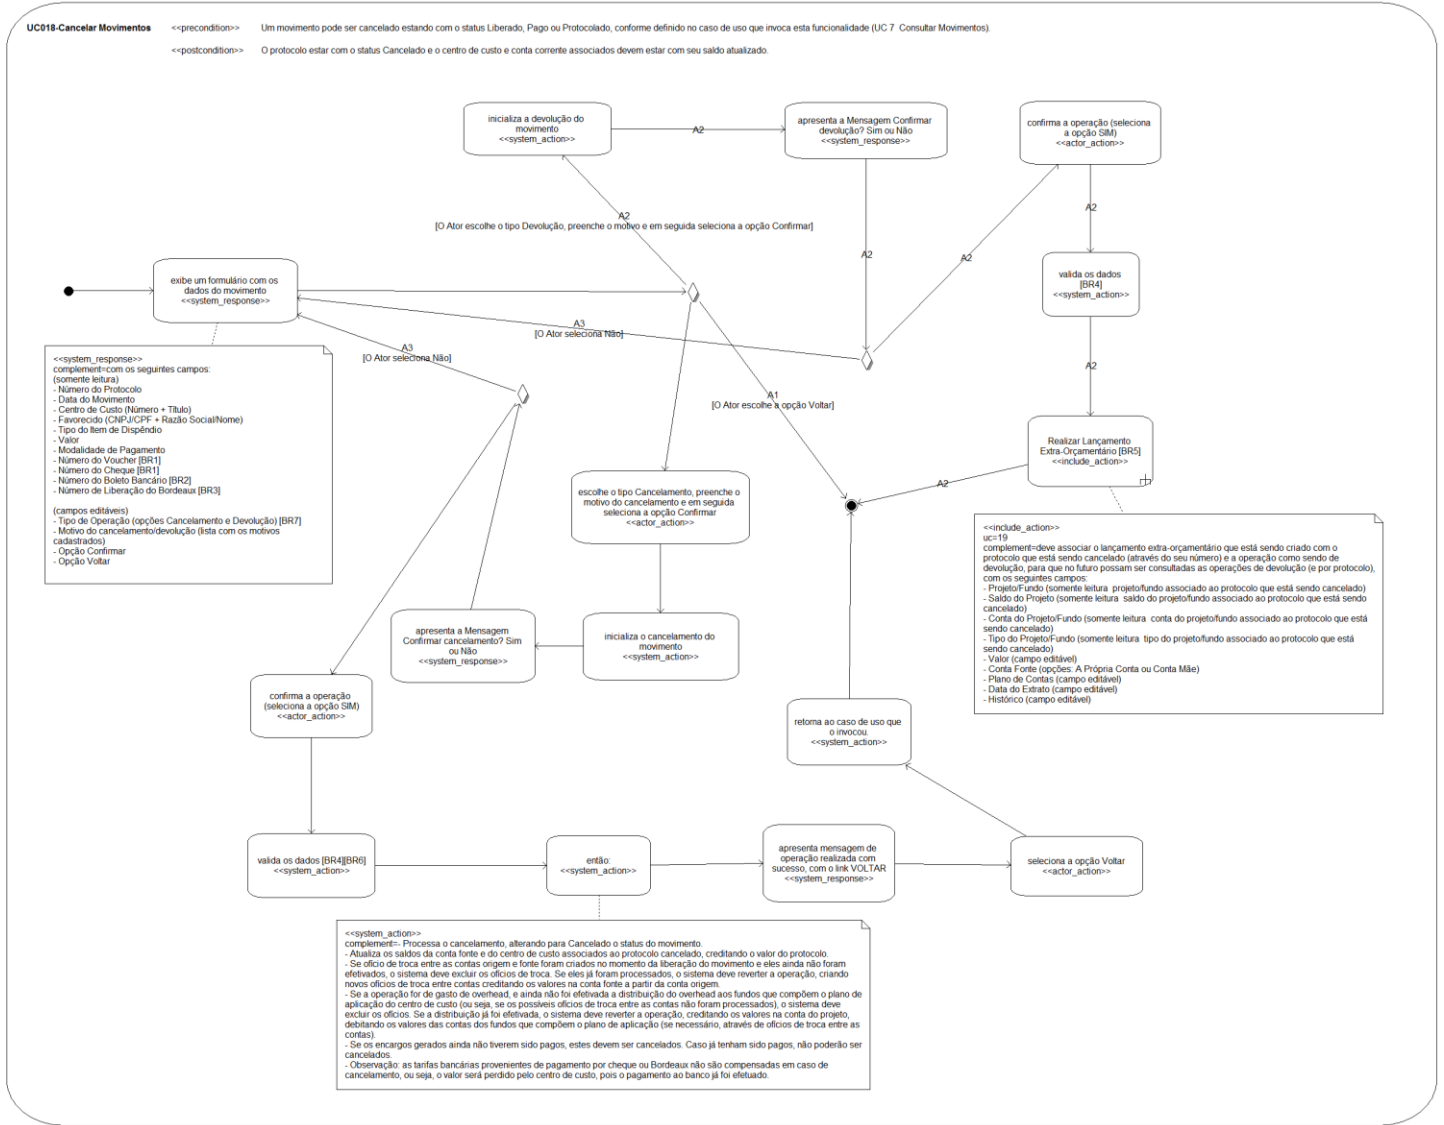 UC018-Cancelar Movimentos <<precondition>> Um movimento pode ser cancelado estando com o status Liberado, Pago ou Protocolado, conforme definido no caso de uso que invoca esta funcionalidade (UC 7 Consultar Movimentos).
<<postcondition>> O protocolo estar com o status Cancelado e o centro de custo e conta corrente associados devem estar com seu saldo atualizado.
inicializa a devolução do
movimento
<<system_action>>
A2
apresenta a Mensagem Confirmar
devolução? Sim ou Não
<<system_response>>
confirma a operação (seleciona
a opção SIM)
<<actor_action>>
A2
A2
[O Ator escolhe o tipo Devolução, preenche o motivo e em seguida seleciona a opção Confirmar]
A2
A2
exibe um formulário com os
dados do movimento
<<system_response>>
valida os dados
[BR4]
<<system_action>>
A3
[O Ator seleciona Não]
A3
[O Ator seleciona Não]
A2
A1
[O Ator escolhe a opção Voltar]
<<system_response>>
complement=com os seguintes campos:
(somente leitura)
- Número do Protocolo
- Data do Movimento
- Centro de Custo (Número + Título)
- Favorecido (CNPJ/CPF + Razão Social/Nome)
- Tipo do Item de Dispêndio
- Valor
- Modalidade de Pagamento
- Número do Voucher [BR1]
- Número do Cheque [BR1]
- Número do Boleto Bancário [BR2]
- Número de Liberação do Bordeaux [BR3]
(campos editáveis)
- Tipo de Operação (opções Cancelamento e Devolução) [BR7]
- Motivo do cancelamento/devolução (lista com os motivos
cadastrados)
- Opção Confirmar
- Opção Voltar
Realizar Lançamento
Extra-Orçamentário [BR5]
<<include_action>>
A2
escolhe o tipo Cancelamento, preenche o
motivo do cancelamento e em seguida
seleciona a opção Confirmar
<<actor_action>>
<<include_action>>
uc=19
complement=deve associar o lançamento extra-orçamentário que está sendo criado com o
protocolo que está sendo cancelado (através do seu número) e a operação como sendo de
devolução, para que no futuro possam ser consultadas as operações de devolução (e por protocolo),
com os seguintes campos:
- Projeto/Fundo (somente leitura projeto/fundo associado ao protocolo que está sendo cancelado)
- Saldo do Projeto (somente leitura saldo do projeto/fundo associado ao protocolo que está sendo
cancelado)
- Conta do Projeto/Fundo (somente leitura conta do projeto/fundo associado ao protocolo que está
sendo cancelado)
- Tipo do Projeto/Fundo (somente leitura tipo do projeto/fundo associado ao protocolo que está
sendo cancelado)
- Valor (campo editável)
- Conta Fonte (opções: A Própria Conta ou Conta Mãe)
- Plano de Contas (campo editável)
- Data do Extrato (campo editável)
- Histórico (campo editável)
apresenta a Mensagem
Confirmar cancelamento? Sim
ou Não
<<system_response>>
inicializa o cancelamento do
movimento
<<system_action>>
confirma a operação
(seleciona a opção SIM)
<<actor_action>>
retorna ao caso de uso que
o invocou.
<<system_action>>
valida os dados [BR4][BR6]
<<system_action>>
então:
<<system_action>>
apresenta mensagem de
operação realizada com
sucesso, com o link VOLTAR
<<system_response>>
seleciona a opção Voltar
<<actor_action>>
<<system_action>>
complement=- Processa o cancelamento, alterando para Cancelado o status do movimento.
- Atualiza os saldos da conta fonte e do centro de custo associados ao protocolo cancelado, creditando o valor do protocolo.
- Se ofício de troca entre as contas origem e fonte foram criados no momento da liberação do movimento e eles ainda não foram
efetivados, o sistema deve excluir os ofícios de troca. Se eles já foram processados, o sistema deve reverter a operação, criando
novos ofícios de troca entre contas creditando os valores na conta fonte a partir da conta origem.
- Se a operação for de gasto de overhead, e ainda não foi efetivada a distribuição do overhead aos fundos que compõem o plano de
aplicação do centro de custo (ou seja, se os possíveis ofícios de troca entre as contas não foram processados), o sistema deve
excluir os ofícios. Se a distribuição já foi efetivada, o sistema deve reverter a operação, creditando os valores na conta do projeto,
debitando os valores das contas dos fundos que compõem o plano de aplicação (se necessário, através de ofícios de troca entre as
contas).
- Se os encargos gerados ainda não tiverem sido pagos, estes devem ser cancelados. Caso já tenham sido pagos, não poderão ser
cancelados.
- Observação: as tarifas bancárias provenientes de pagamento por cheque ou Bordeaux não são compensadas em caso de
cancelamento, ou seja, o valor será perdido pelo centro de custo, pois o pagamento ao banco já foi efetuado.